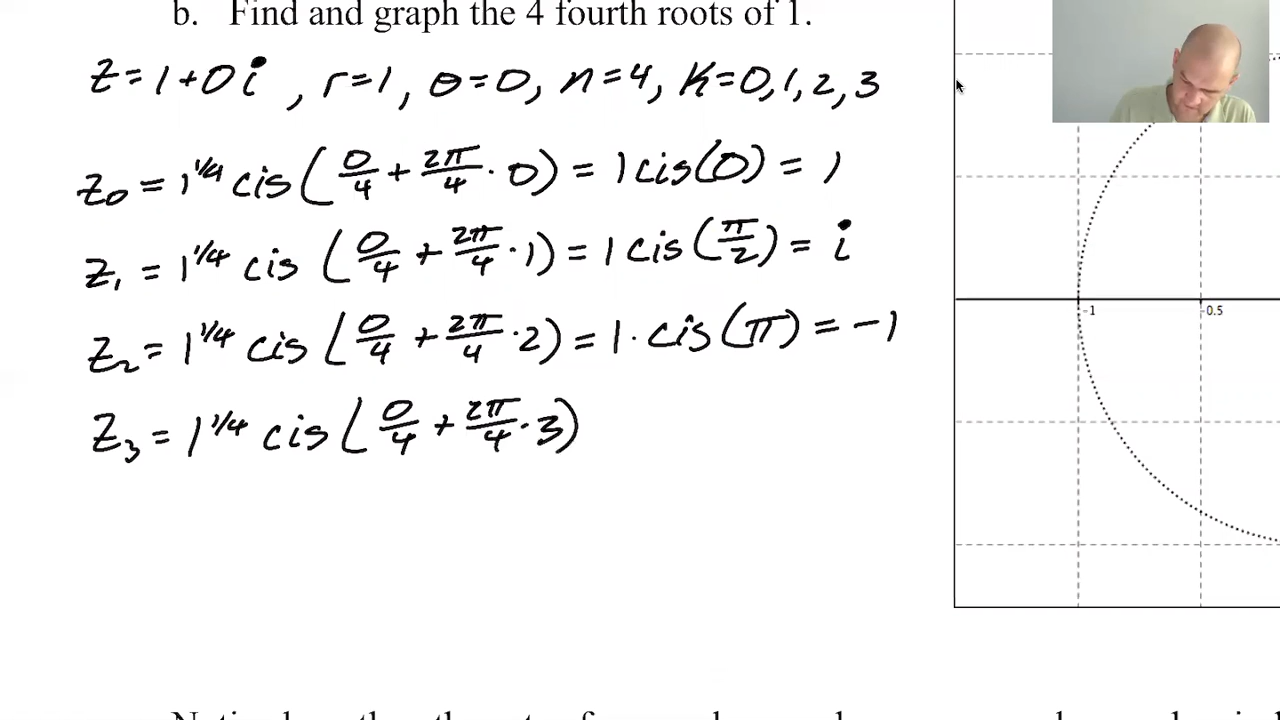 b. Find and graph the 4 fourth roots of 1.
z = 1 + 0i , r = 1, θ = 0, n = 4, K = 0, 1, 2, 3
z₀ = 1^(1/4) cis(0/4 + 2π/4 · 0) = 1 cis(0) = 1
z₁ = 1^(1/4) cis (0/4 + 2π/4 · 1) = 1 cis(π/2) = i
z₂ = 1^(1/4) cis (0/4 + 2π/4 · 2) = 1 · cis(π) = -1
z₃ = 1^(1/4) cis(0/4 + 2π/4 · 3)
-1 -0.5